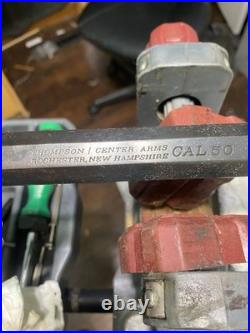 THOMPSON / CENTER ARMS
ROCHESTER, NEW HAMPSHIRE CAL 50